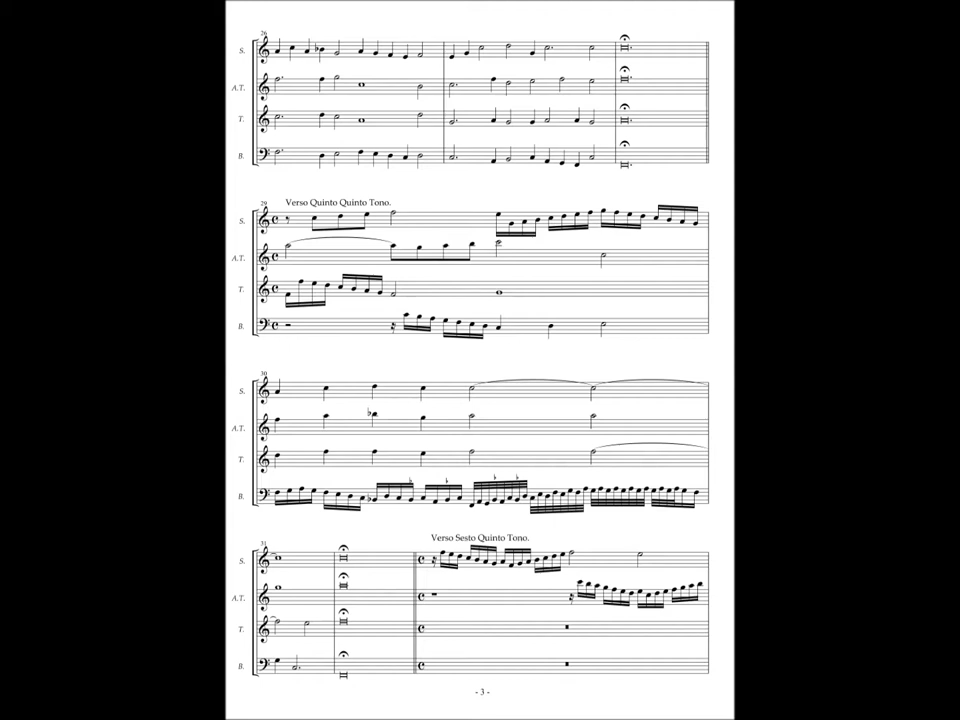 26
S.
A.T.
T.
B.
Verso Quinto Quinto Tono.
29
S.
A.T.
T.
B.
30
S.
A.T.
T.
B.
Verso Sesto Quinto Tono.
31
S.
A.T.
T.
B.
- 3 -